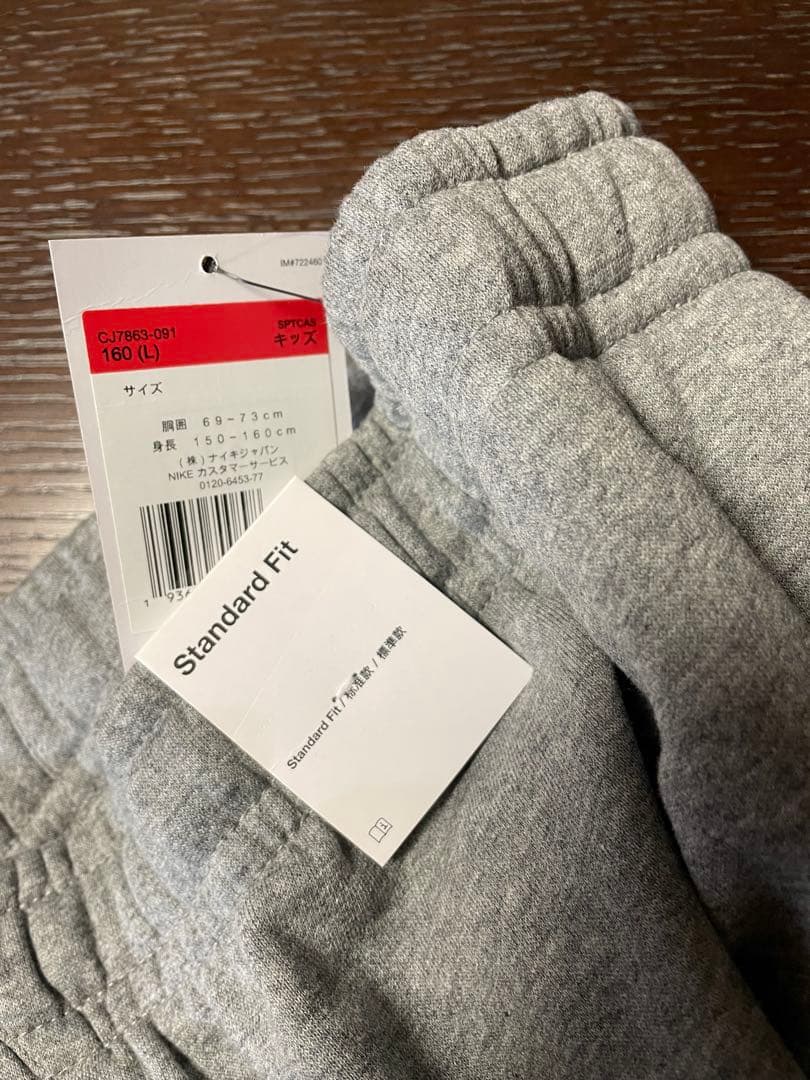 IM#722460
CJ7863-091
SPTCAS
160 (L)
キッズ
サイズ
胴囲 69~73cm
身長 150~160cm
(株)ナイキジャパン
NIKE カスタマーサービス
0120-6453-77
1 936
Standard Fit
Standard Fit / 标准款 / 標準款